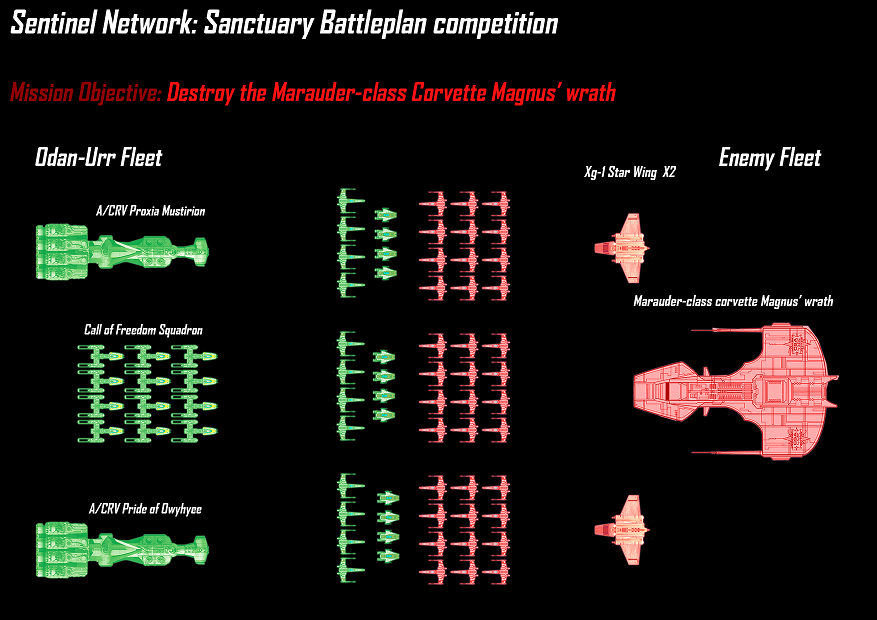 Sentinel Network: Sanctuary Battleplan competition
Mission Objective: Destroy the Marauder-class Corvette Magnus' wrath
Odan-Urr Fleet
Enemy Fleet
Xg-1 Star Wing X2
A/CRV Proxia Mustirion
Marauder-class corvette Magnus' wrath
Call of Freedom Squadron
A/CRV Pride of Owyhyee